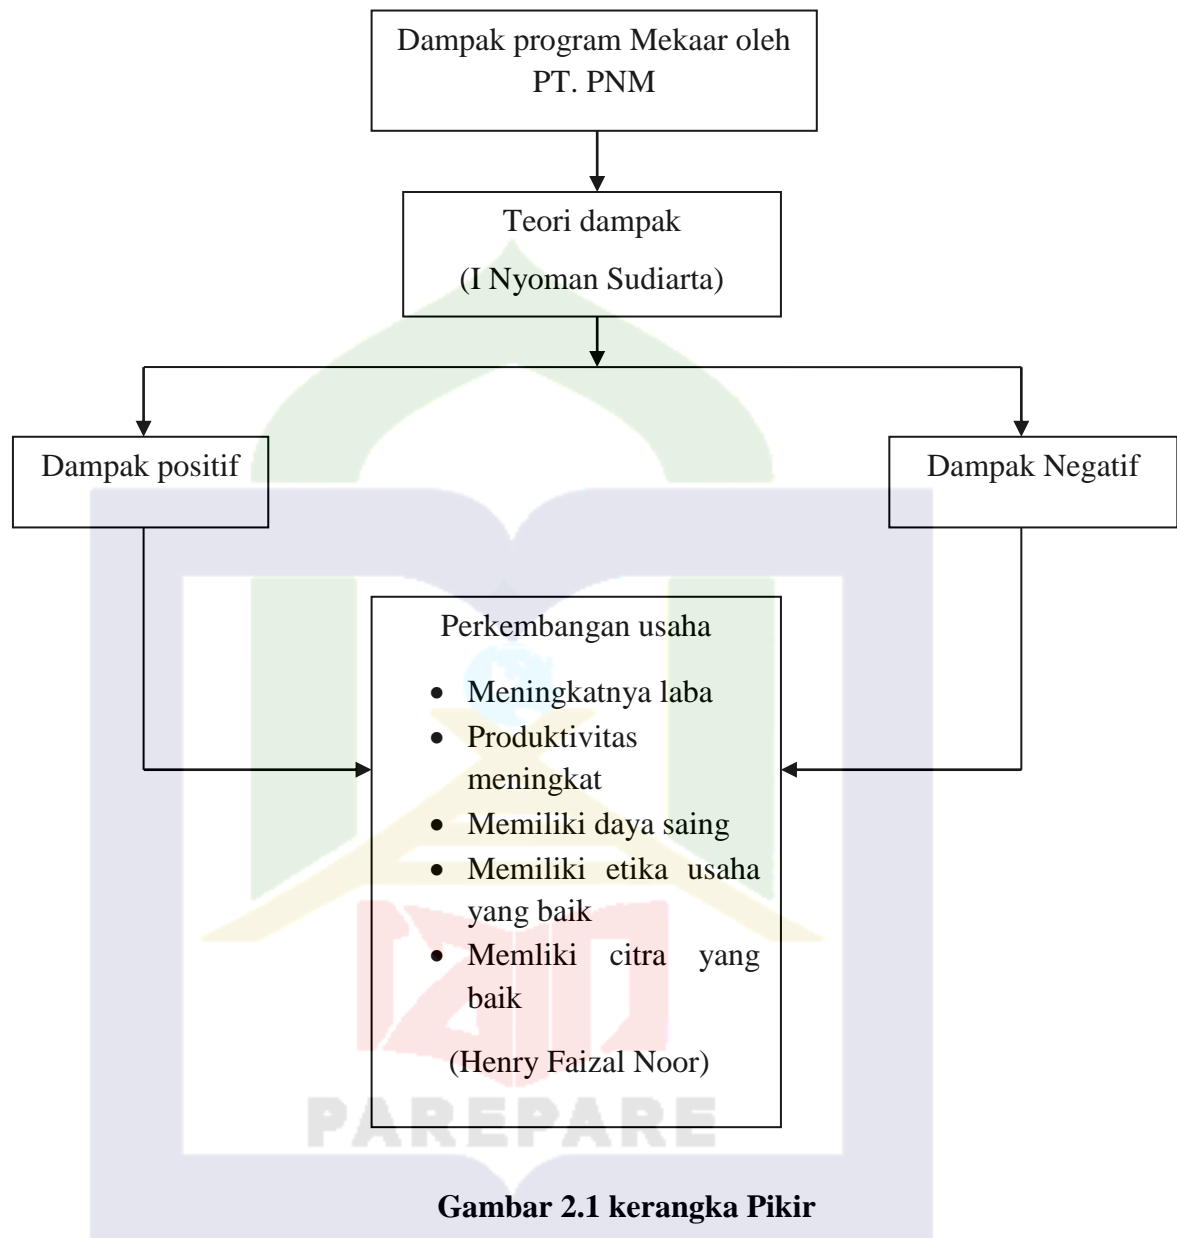 Dampak program Mekaar oleh
PT. PNM
Teori dampak
(I Nyoman Sudiarta)
Dampak positif
Dampak Negatif
Perkembangan usaha
• Meningkatnya laba
• Produktivitas
meningkat
• Memiliki daya saing
• Memiliki etika usaha
yang baik
• Memliki citra yang
baik
(Henry Faizal Noor)
PAREPARE
Gambar 2.1 kerangka Pikir